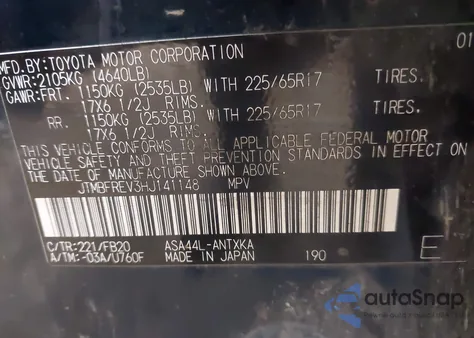 MFD.BY:TOYOTA MOTOR CORPORATION 01
GVWR:2105KG (4640LB)
GAWR:FRT. 1150KG (2535LB) WITH 225/65R17 TIRES.
17X6 1/2J RIMS.
RR. 1150KG (2535LB) WITH 225/65R17 TIRES.
17X6 1/2J RIMS.
THIS VEHICLE CONFORMS TO ALL APPLICABLE FEDERAL MOTOR
VEHICLE SAFETY AND THEFT PREVENTION STANDARDS IN EFFECT ON
THE DATE OF MANUFACTURE SHOWN ABOVE.
JTMBFREV3HJ141148 MPV
C/TR:221/FB20 ASA44L-ANTXKA
A/TM:-03A/U760F MADE IN JAPAN 190 E
autoSnap